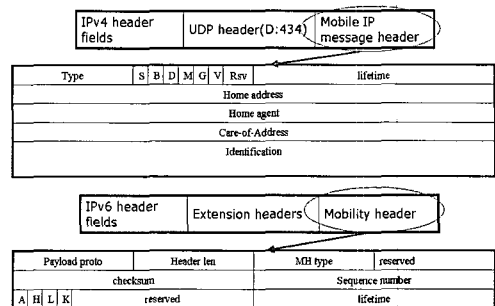 IPv4 header fields UDP header(D:434) Mobile IP message header
Type S B D M G V Rsv lifetime
Home address
Home agent
Care-of-Address
Identification
IPv6 header fields Extension headers Mobility header
Payload proto Header len MH type reserved
checksum Sequence number
A H L K reserved lifetime